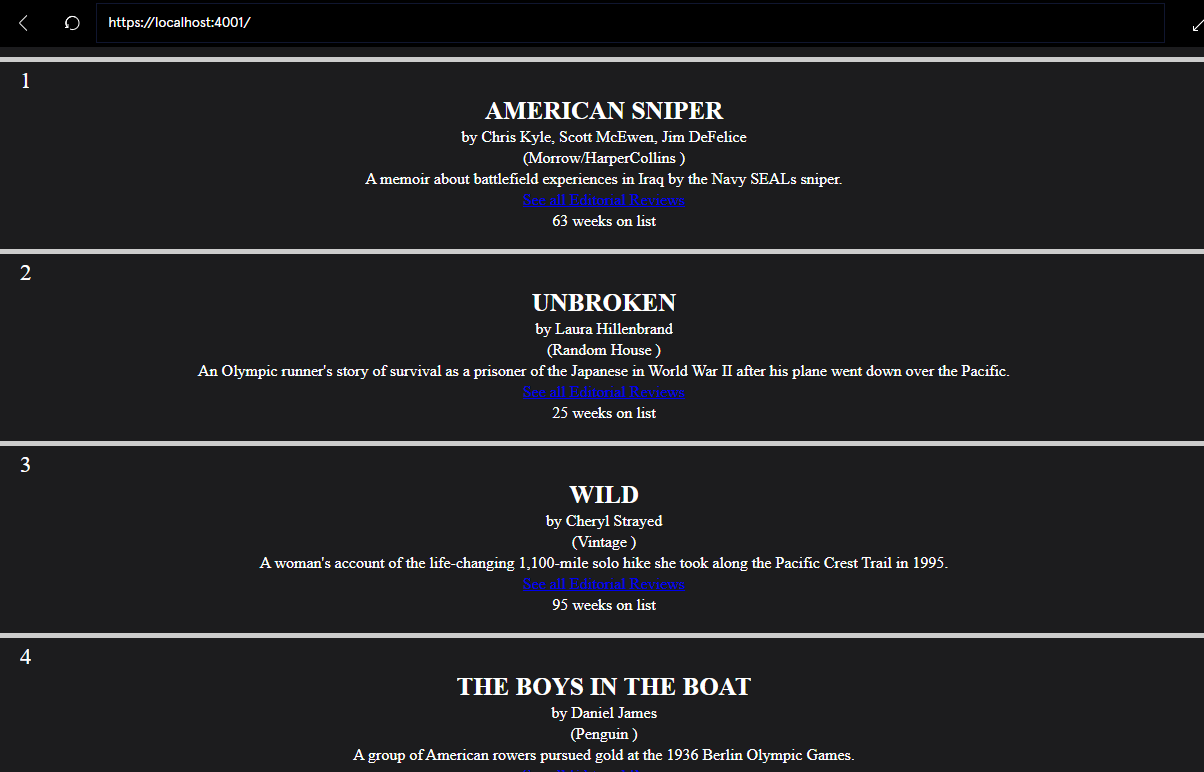 https://localhost:4001/
1
AMERICAN SNIPER
by Chris Kyle, Scott McEwen, Jim DeFelice
(Morrow/HarperCollins )
A memoir about battlefield experiences in Iraq by the Navy SEALs sniper.
See all Editorial Reviews
63 weeks on list
2
UNBROKEN
by Laura Hillenbrand
(Random House )
An Olympic runner's story of survival as a prisoner of the Japanese in World War II after his plane went down over the Pacific.
See all Editorial Reviews
25 weeks on list
3
WILD
by Cheryl Strayed
(Vintage )
A woman's account of the life-changing 1,100-mile solo hike she took along the Pacific Crest Trail in 1995.
See all Editorial Reviews
95 weeks on list
4
THE BOYS IN THE BOAT
by Daniel James
(Penguin )
A group of American rowers pursued gold at the 1936 Berlin Olympic Games.